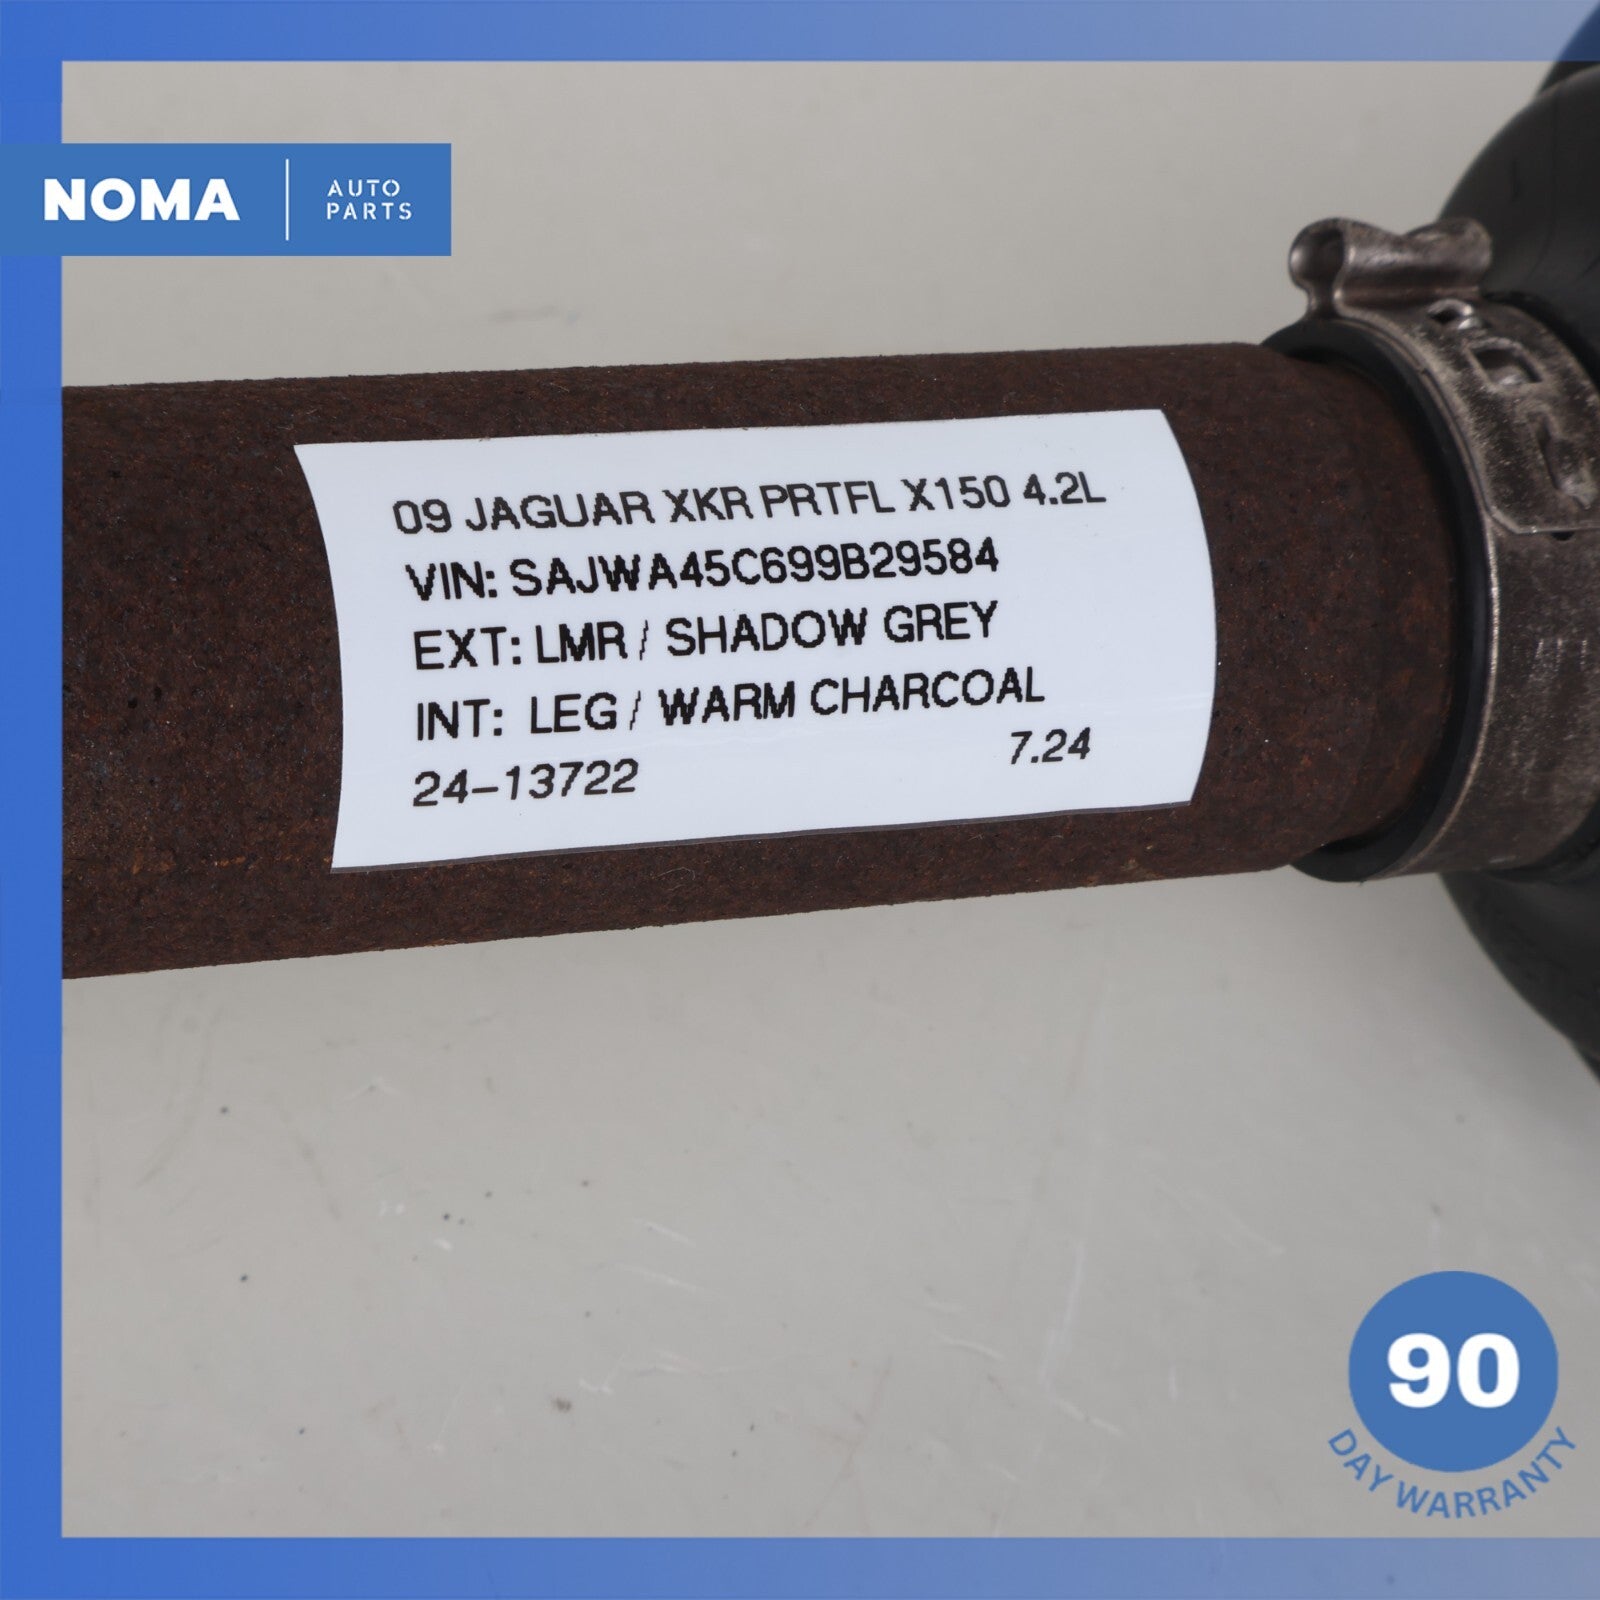 NOMA
AUTO
PARTS
09 JAGUAR XKR PRTFL X150 4.2L
VIN: SAJWA45C699B29584
EXT: LMR / SHADOW GREY
INT: LEG / WARM CHARCOAL
24-13722 7.24
90
DAY WARRANTY